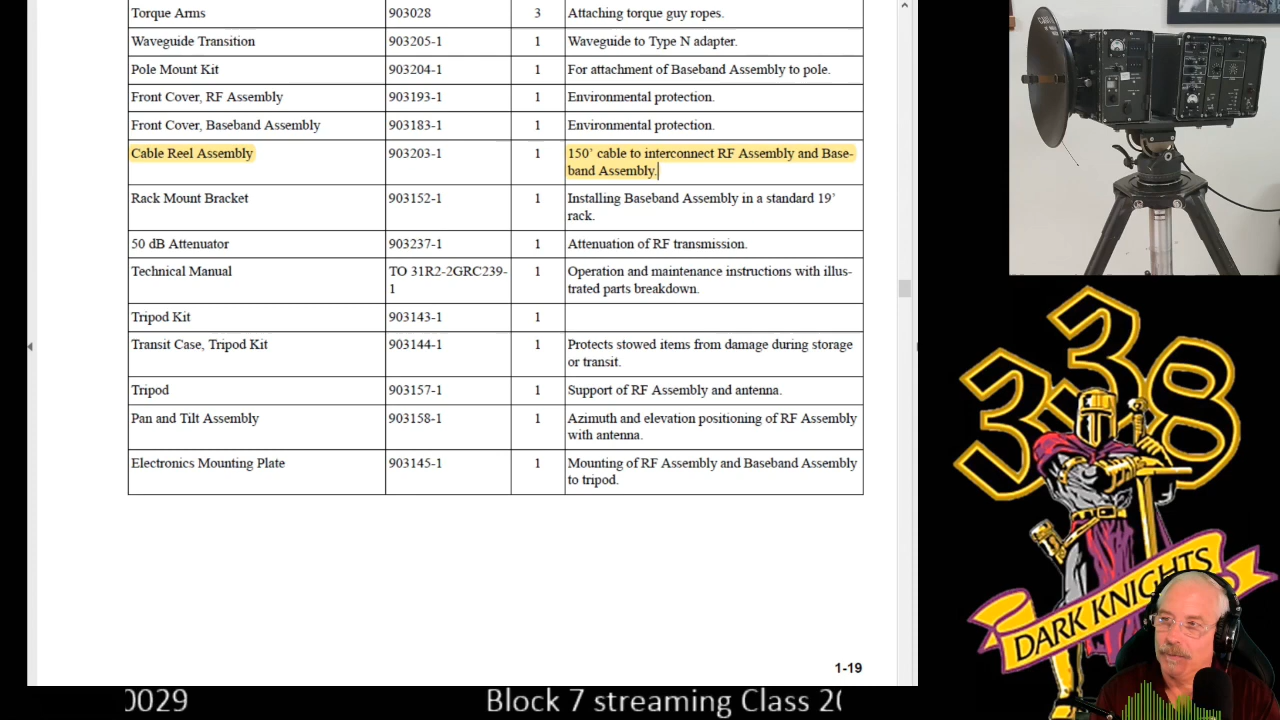 Torque Arms 903028 3 Attaching torque guy ropes.
Waveguide Transition 903205-1 1 Waveguide to Type N adapter.
Pole Mount Kit 903204-1 1 For attachment of Baseband Assembly to pole.
Front Cover, RF Assembly 903193-1 1 Environmental protection.
Front Cover, Baseband Assembly 903183-1 1 Environmental protection.
Cable Reel Assembly 903203-1 1 150’ cable to interconnect RF Assembly and Base-
band Assembly.
Rack Mount Bracket 903152-1 1 Installing Baseband Assembly in a standard 19’
rack.
50 dB Attenuator 903237-1 1 Attenuation of RF transmission.
Technical Manual TO 31R2-2GRC239- 1 Operation and maintenance instructions with illus-
1 trated parts breakdown.
Tripod Kit 903143-1 1
Transit Case, Tripod Kit 903144-1 1 Protects stowed items from damage during storage
or transit.
Tripod 903157-1 1 Support of RF Assembly and antenna.
Pan and Tilt Assembly 903158-1 1 Azimuth and elevation positioning of RF Assembly
with antenna.
Electronics Mounting Plate 903145-1 1 Mounting of RF Assembly and Baseband Assembly
to tripod.
1-19
338
DARK KNIGHTS
0029 Block 7 streaming Class 20